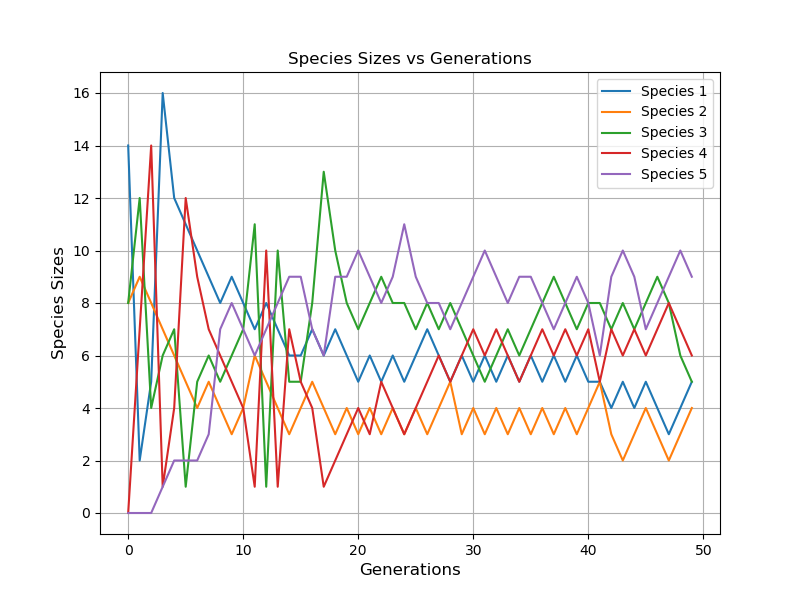 Species Sizes vs Generations
Species Sizes
16
14
12
10
8
6
4
2
0
Species 1
Species 2
Species 3
Species 4
Species 5
0 10 20 30 40 50
Generations